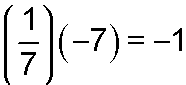 (1/7)(−7) = −1